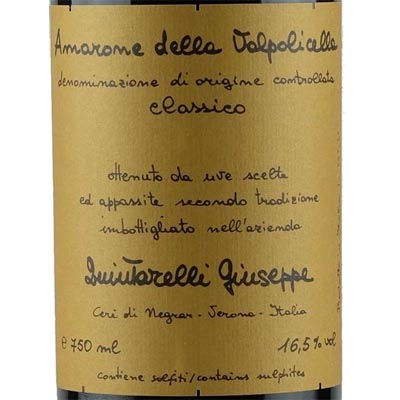 Amarone della Valpolicella
denominazione di origine controllata
classico
ottenuto da uve scelte
ed appassite secondo tradizione
imbottigliato nell'azienda
Quintarelli Giuseppe
Cerè di Negrar - Verona - Italia
e 750 ml 16,5% vol
contiene solfiti/contains sulphites